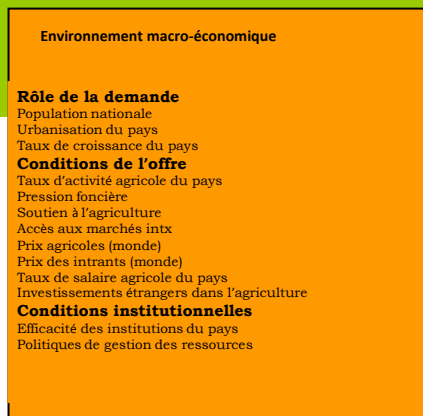 Environnement macro-économique
Rôle de la demande
Population nationale
Urbanisation du pays
Taux de croissance du pays
Conditions de l'offre
Taux d'activité agricole du pays
Pression foncière
Soutien à l'agriculture
Accès aux marchés intx
Prix agricoles (monde)
Prix des intrants (monde)
Taux de salaire agricole du pays
Investissements étrangers dans l'agriculture
Conditions institutionnelles
Efficacité des institutions du pays
Politiques de gestion des ressources